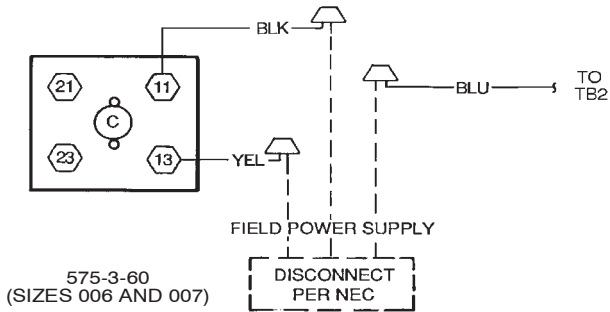 BLK
TO
TB2
BLU
21
11
C
23
13
YEL
FIELD POWER SUPPLY
DISCONNECT
PER NEC
575-3-60
(SIZES 006 AND 007)